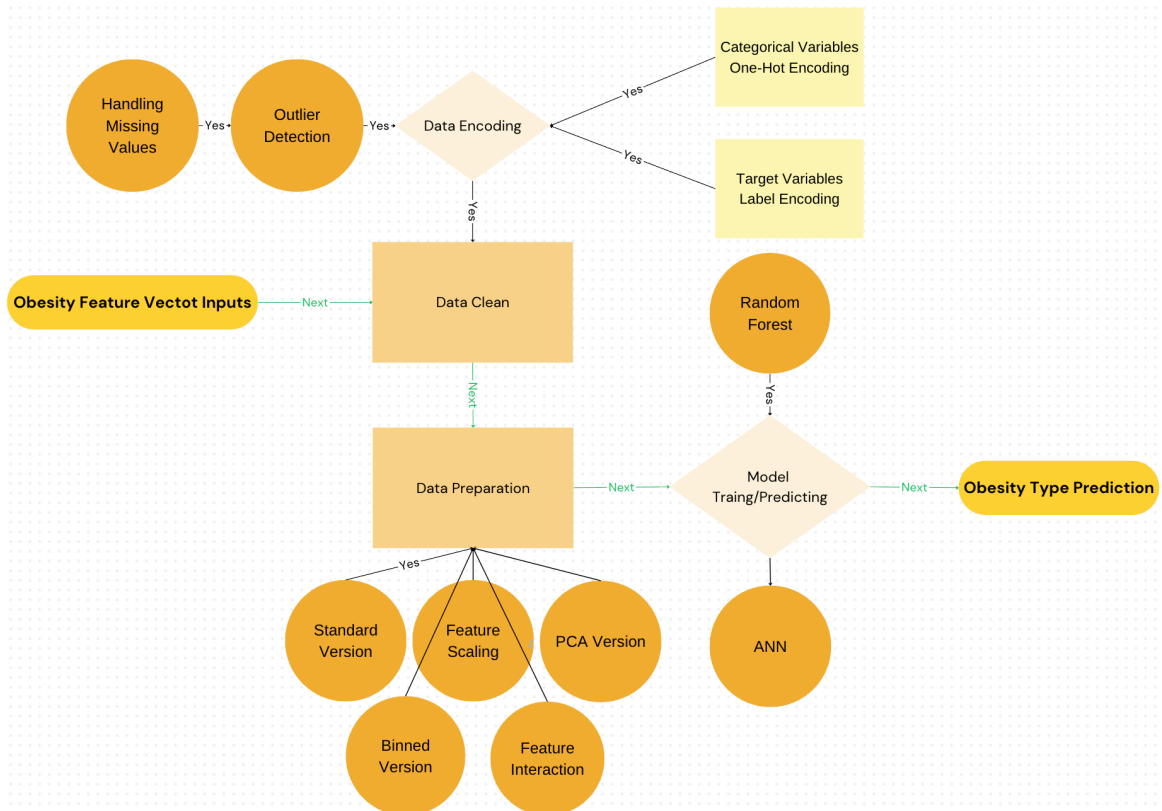 Categorical Variables
One-Hot Encoding
Handling
Missing
Values
Yes
Outlier
Detection
Yes
Data Encoding
Yes
Yes
Target Variables
Label Encoding
Yes
Obesity Feature Vectot Inputs
Next
Data Clean
Random
Forest
Next
Yes
Data Preparation
Next
Model
Traing/Predicting
Next
Obesity Type Prediction
Yes
Standard
Version
Feature
Scaling
PCA Version
ANN
Binned
Version
Feature
Interaction